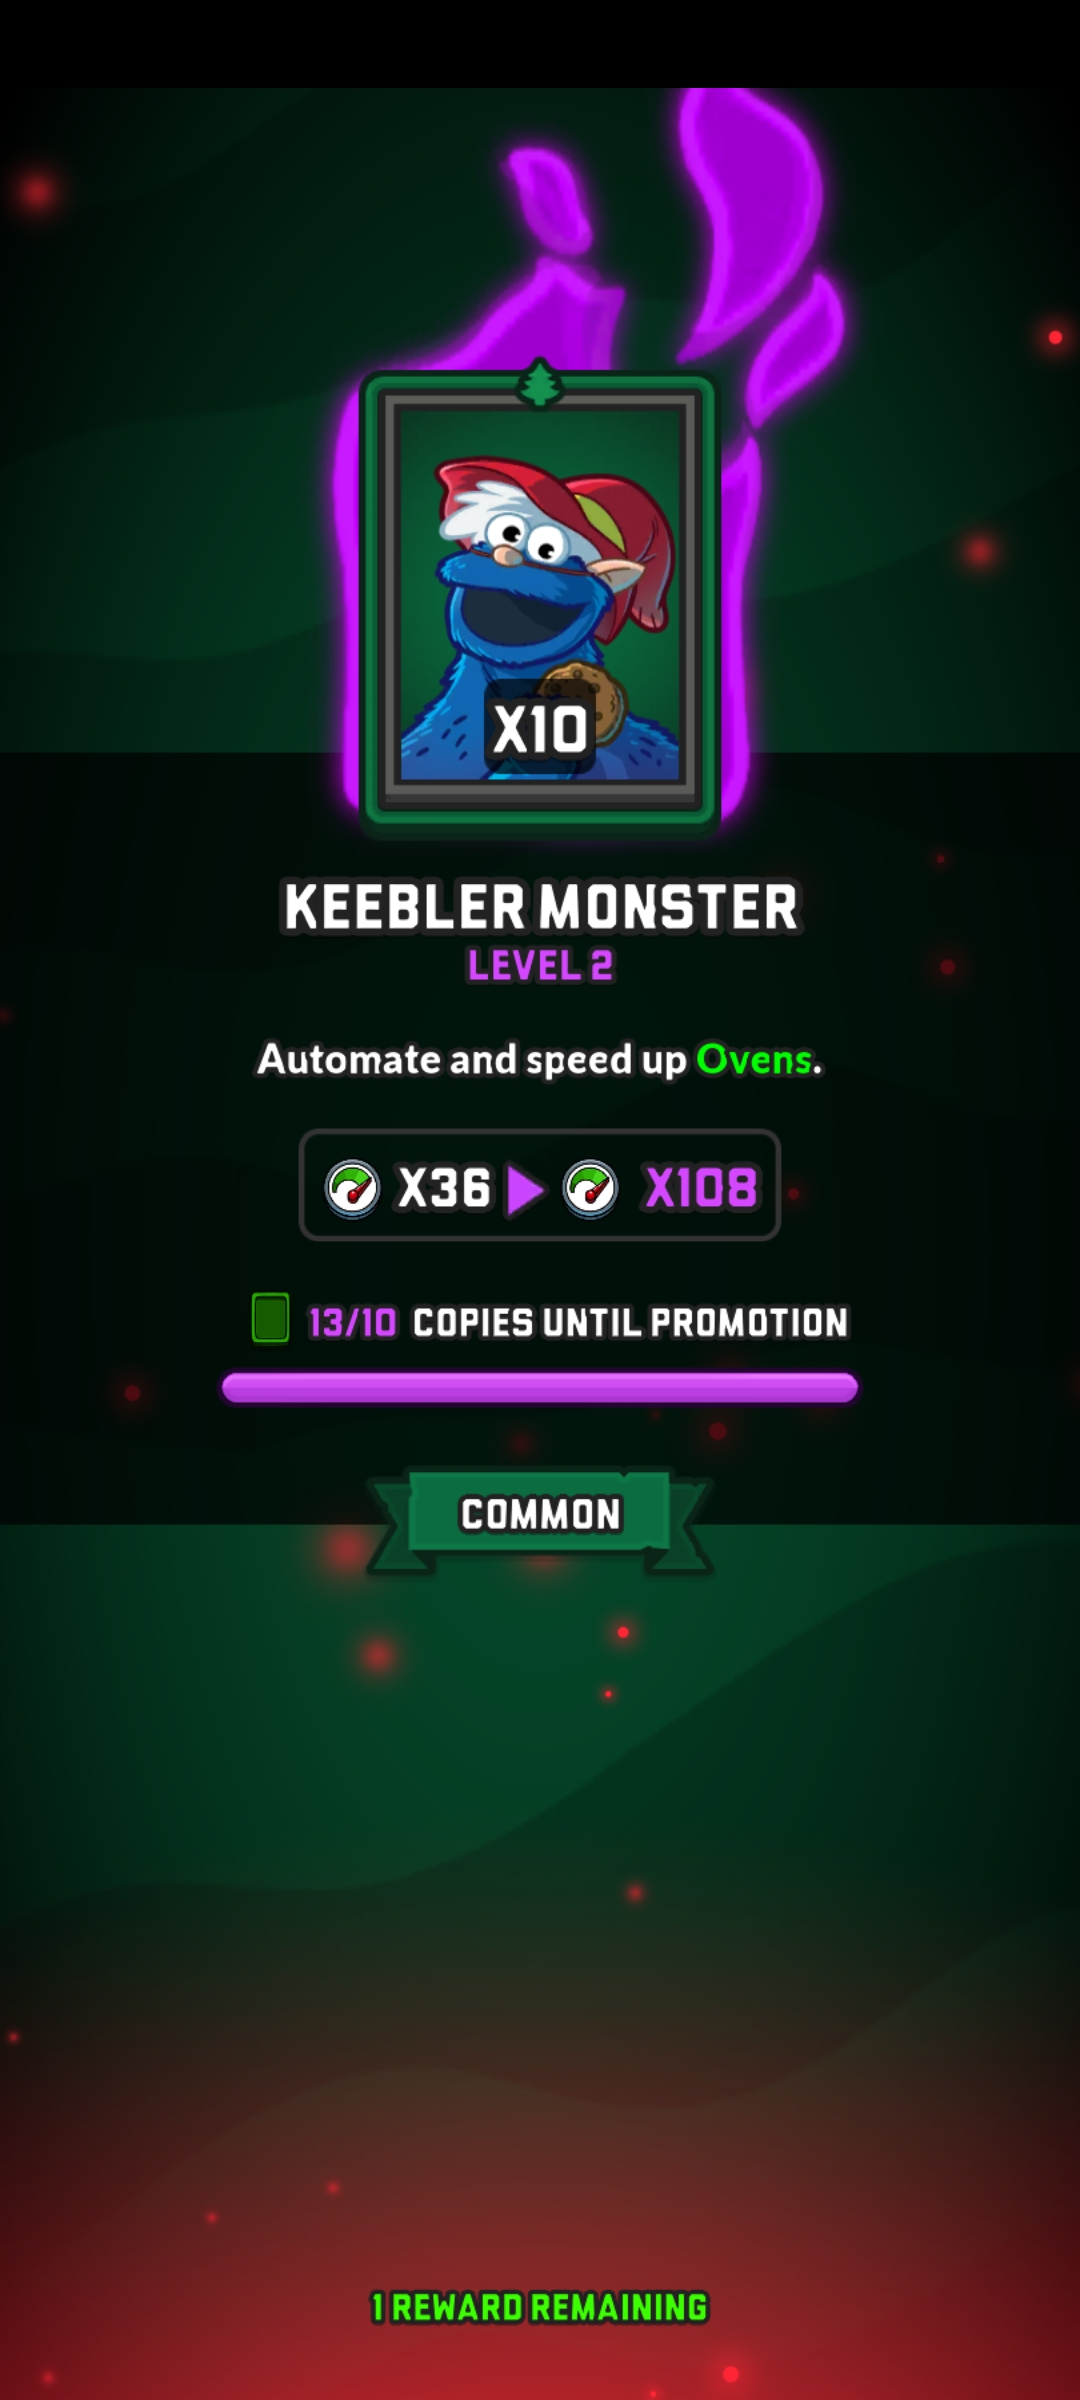 X10
KEEBLER MONSTER
LEVEL 2
Automate and speed up Ovens.
X36 X108
13/10 COPIES UNTIL PROMOTION
COMMON
1 REWARD REMAINING